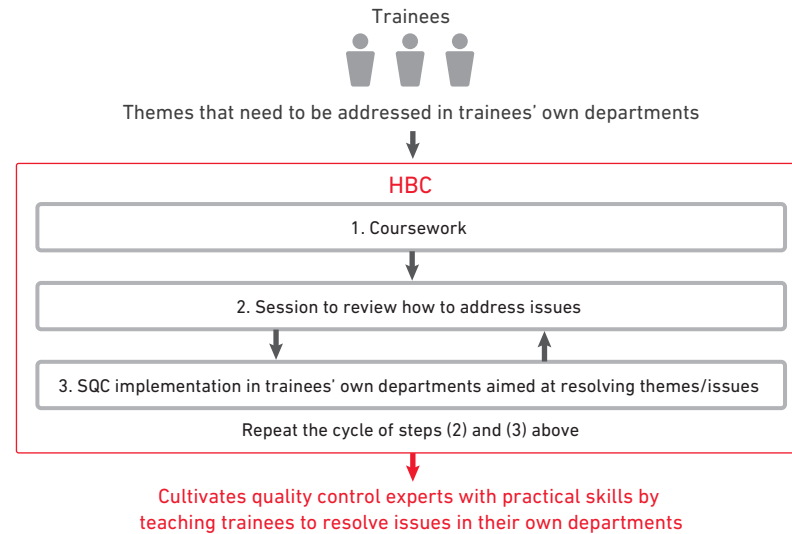 Trainees
Themes that need to be addressed in trainees’ own departments
HBC
1. Coursework
2. Session to review how to address issues
3. SQC implementation in trainees’ own departments aimed at resolving themes/issues
Repeat the cycle of steps (2) and (3) above
Cultivates quality control experts with practical skills by
teaching trainees to resolve issues in their own departments